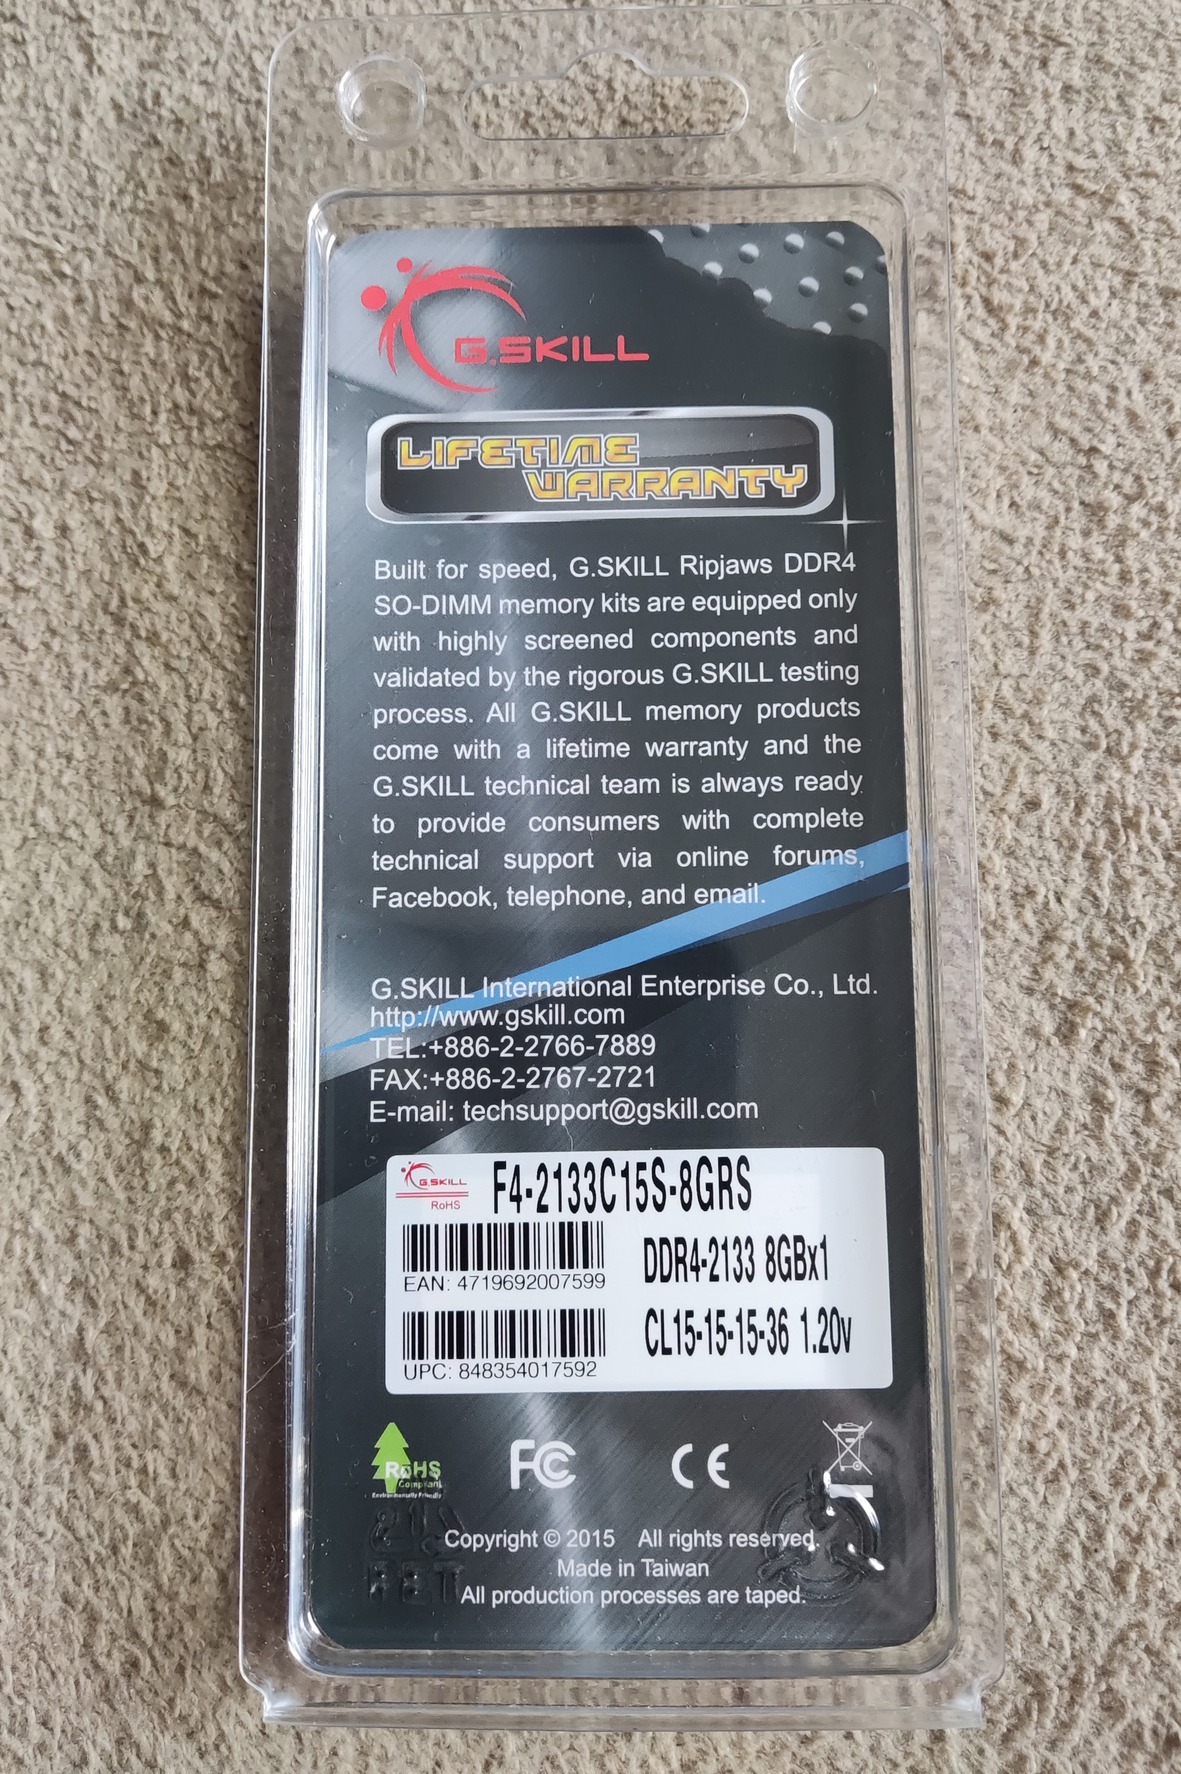 G.SKILL
LIFETIME
WARRANTY
Built for speed, G.SKILL Ripjaws DDR4
SO-DIMM memory kits are equipped only
with highly screened components and
validated by the rigorous G.SKILL testing
process. All G.SKILL memory products
come with a lifetime warranty and the
G.SKILL technical team is always ready
to provide consumers with complete
technical support via online forums,
Facebook, telephone, and email.
G.SKILL International Enterprise Co., Ltd.
http://www.gskill.com
TEL:+886-2-2766-7889
FAX:+886-2-2767-2721
E-mail: techsupport@gskill.com
G.SKILL
RoHS
F4-2133C15S-8GRS
EAN: 4719692007599
DDR4-2133 8GBx1
UPC: 848354017592
CL15-15-15-36 1.20v
RoHS
Compliant
Environmentally Friendly
FC
CE
Copyright © 2015 All rights reserved.
Made in Taiwan
All production processes are taped.
PET